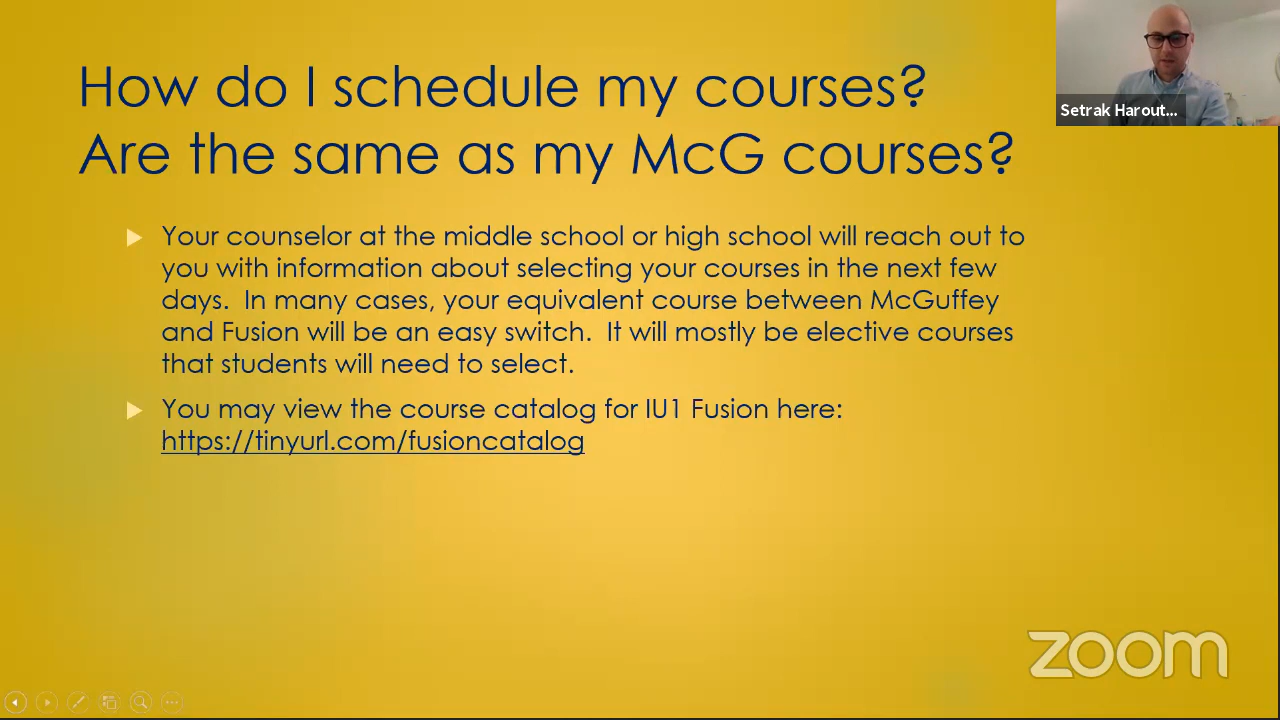 How do I schedule my courses?
Are the same as my McG courses?
Setrak Harout...
Your counselor at the middle school or high school will reach out to
you with information about selecting your courses in the next few
days. In many cases, your equivalent course between McGuffey
and Fusion will be an easy switch. It will mostly be elective courses
that students will need to select.
You may view the course catalog for IU1 Fusion here:
https://tinyurl.com/fusioncatalog
zoom